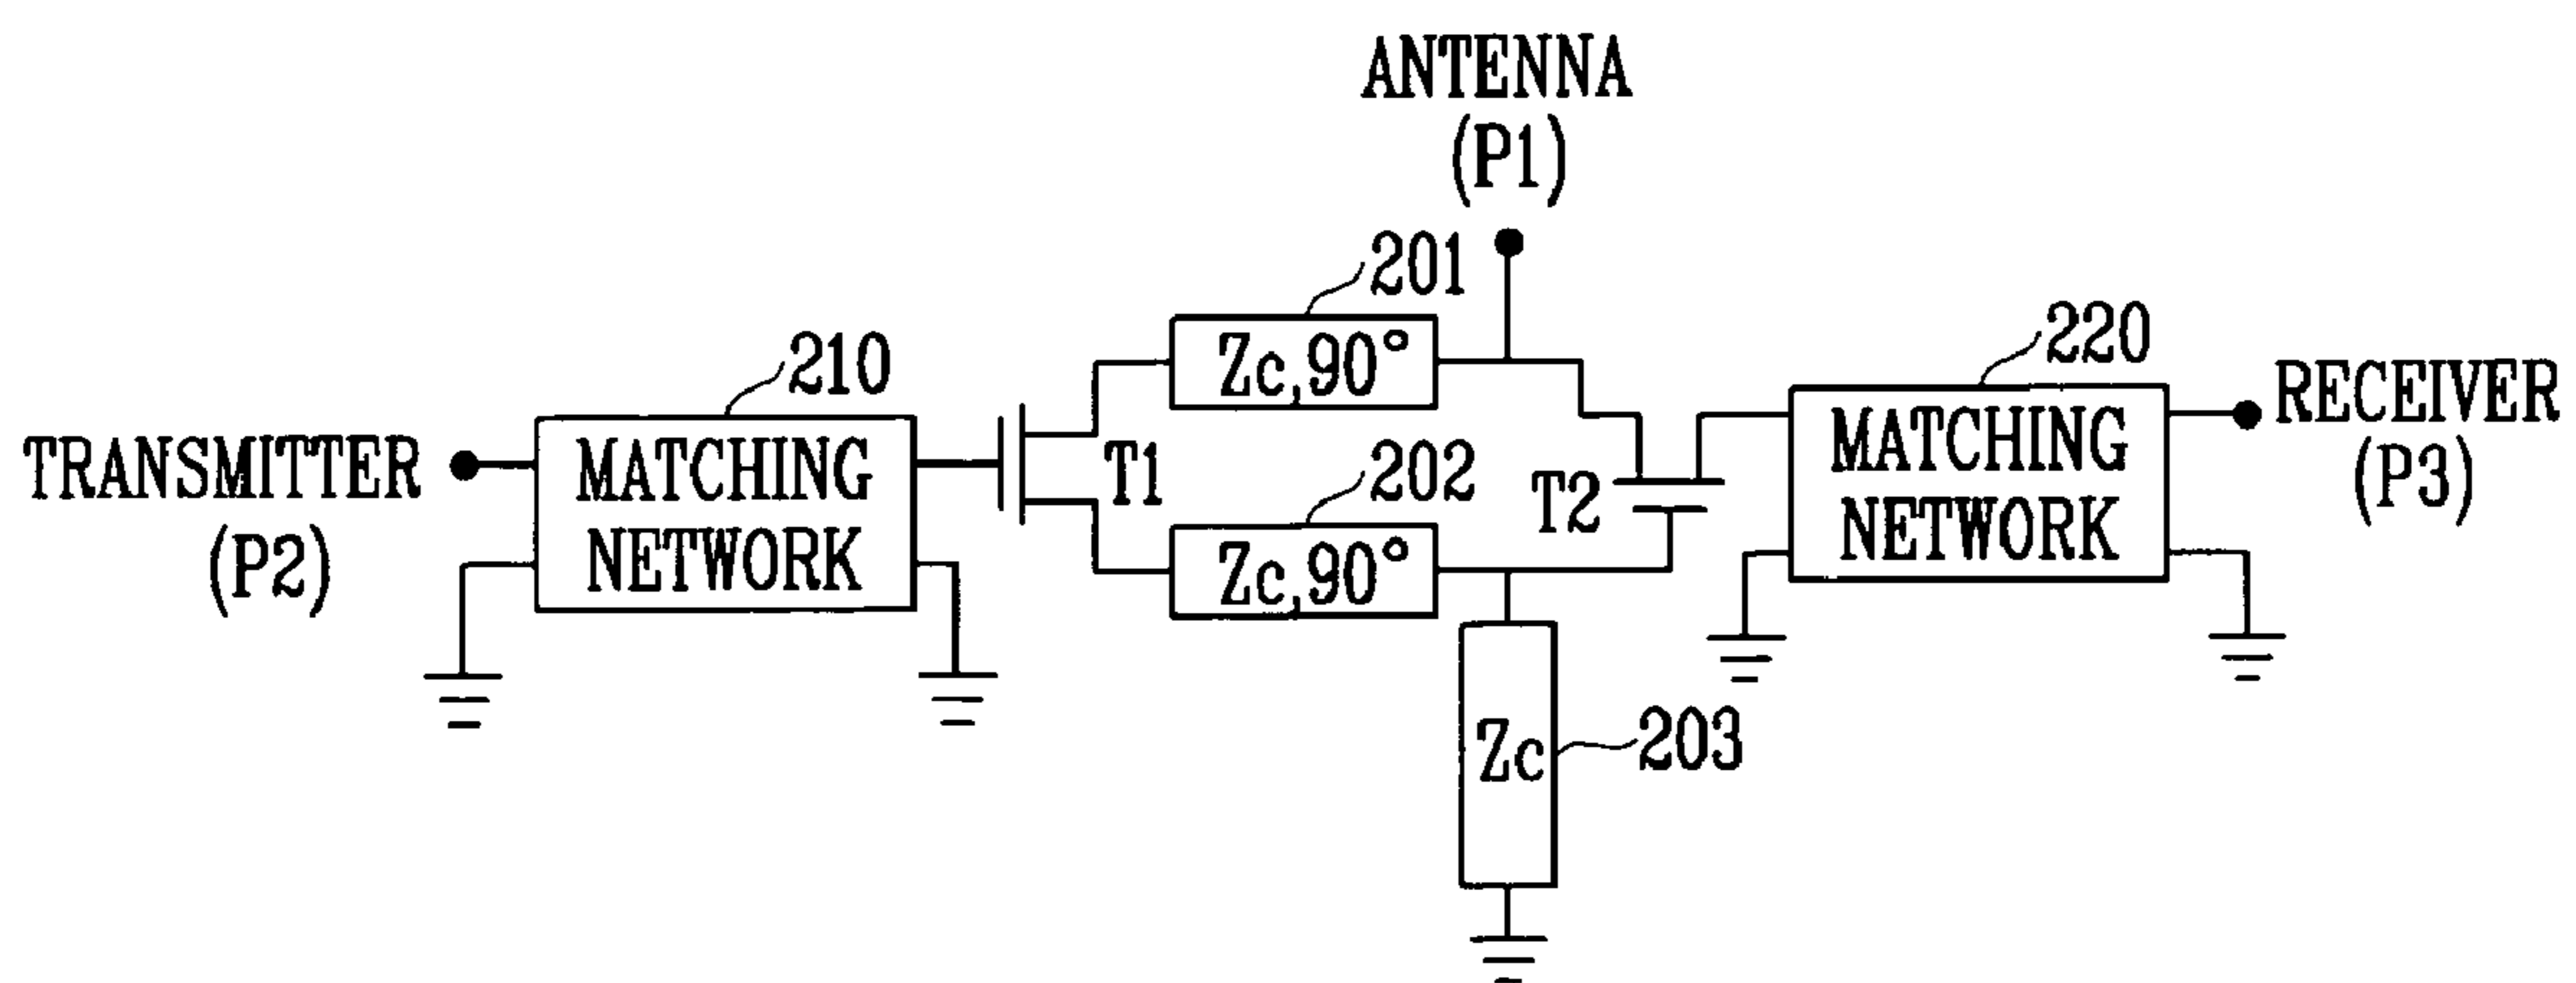 ANTENNA
(P1)
201
Zc,90°
210
TRANSMITTER
(P2)
MATCHING
NETWORK
T1
202
Zc,90°
T2
220
MATCHING
NETWORK
RECEIVER
(P3)
Zc
203